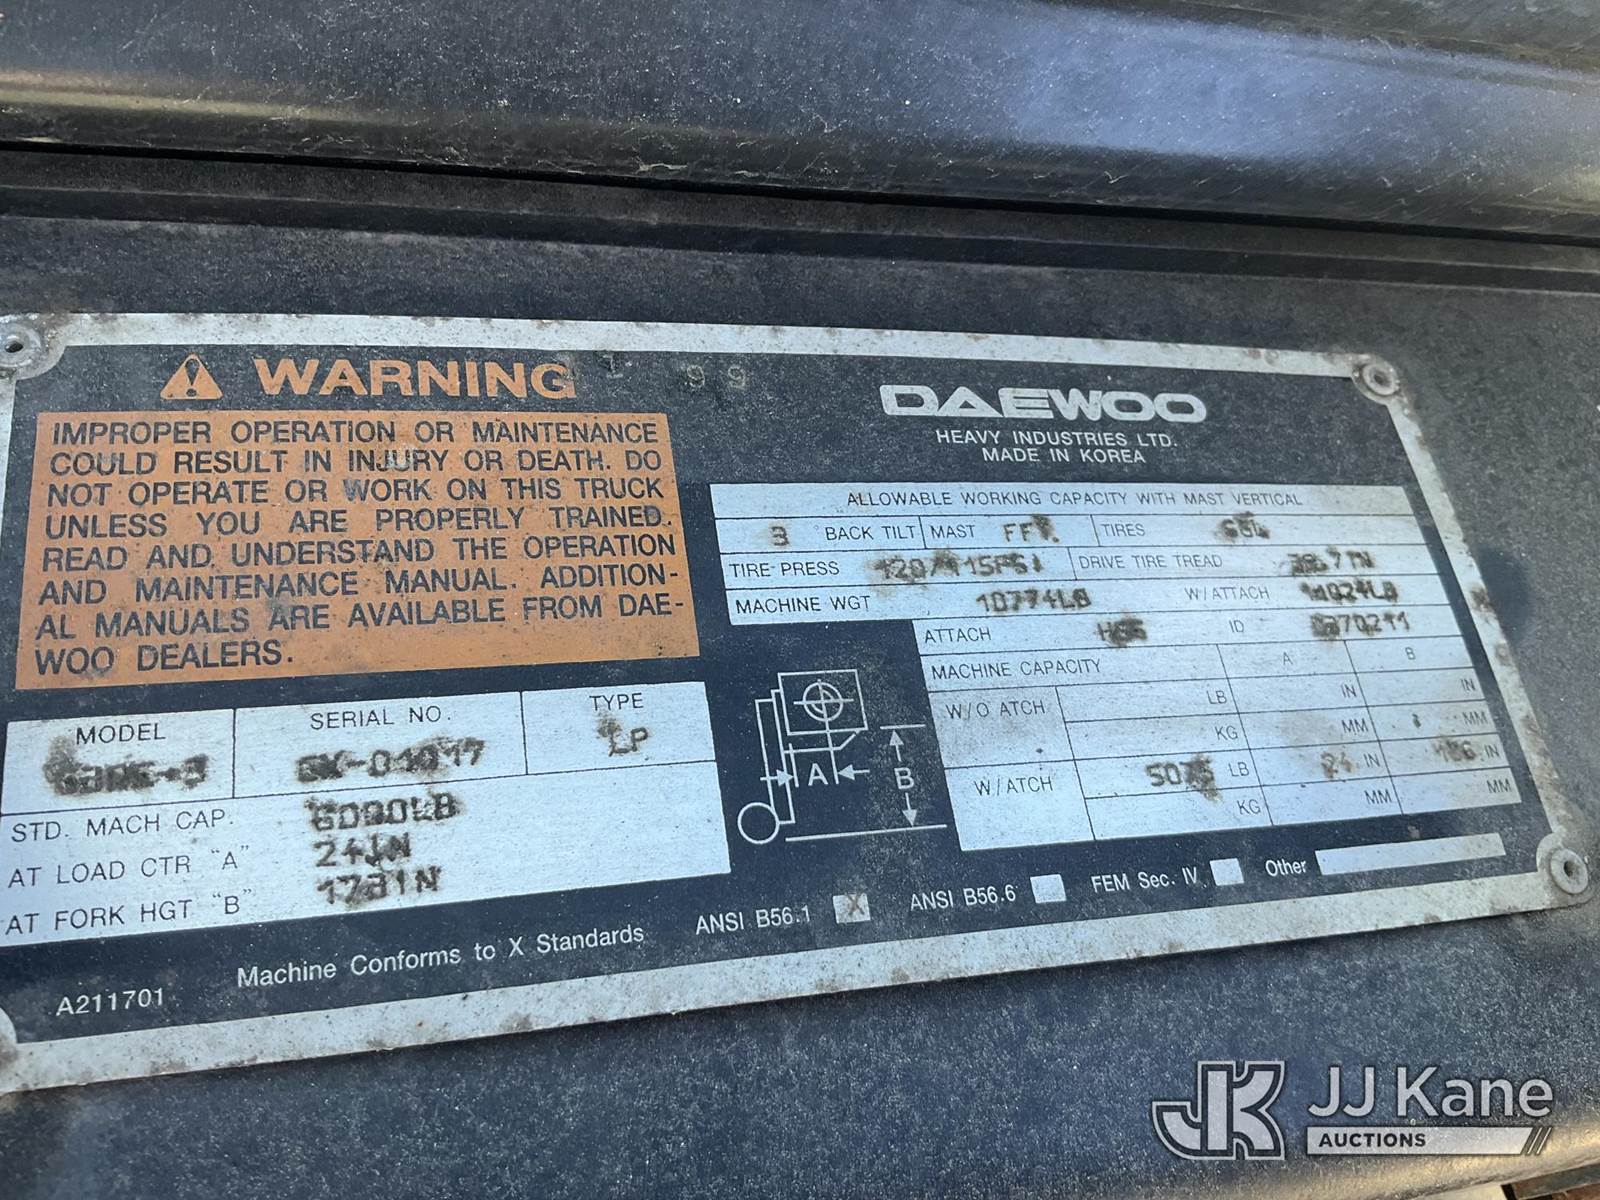 WARNING
99
IMPROPER OPERATION OR MAINTENANCE
COULD RESULT IN INJURY OR DEATH. DO
NOT OPERATE OR WORK ON THIS TRUCK
UNLESS YOU ARE PROPERLY TRAINED.
READ AND UNDERSTAND THE OPERATION
AND MAINTENANCE MANUAL. ADDITION-
AL MANUALS ARE AVAILABLE FROM DAE-
WOO DEALERS.
MODEL SERIAL NO. TYPE
LP
STD. MACH CAP.
AT LOAD CTR "A" 24IN
AT FORK HGT "B"
DAEWOO
HEAVY INDUSTRIES LTD.
MADE IN KOREA
ALLOWABLE WORKING CAPACITY WITH MAST VERTICAL
3 °BACK TILT MAST TIRES
TIRE-PRESS DRIVE TIRE TREAD
MACHINE WGT 10774LB W/ATTACH 11024LB
ATTACH ID
MACHINE CAPACITY A B
W/O ATCH LB IN IN
KG MM MM
W/ATCH 5075 LB 24 IN IN
KG MM MM
A
B
Machine Conforms to X Standards ANSI B56.1 X ANSI B56.6 FEM Sec. IV Other
A211701
JK JJ Kane
AUCTIONS